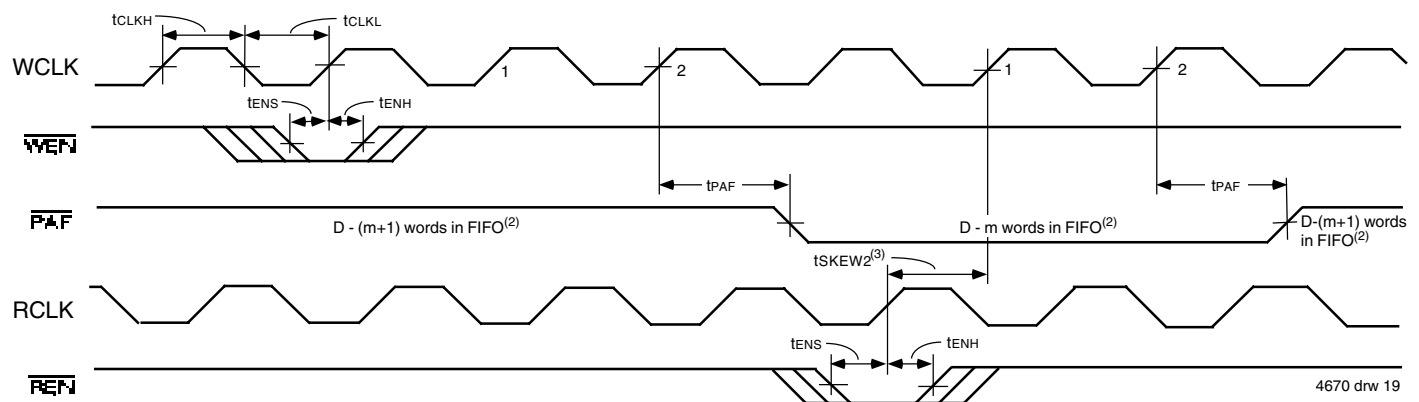 tCLKH
tCLKL
WCLK
1
2
1
2
tENS
tENH
WEN
tPAF
tPAF
PAF
D - (m+1) words in FIFO(2)
D - m words in FIFO(2)
D-(m+1) words
in FIFO(2)
tSKEW2(3)
RCLK
tENS
tENH
REN
4670 drw 19